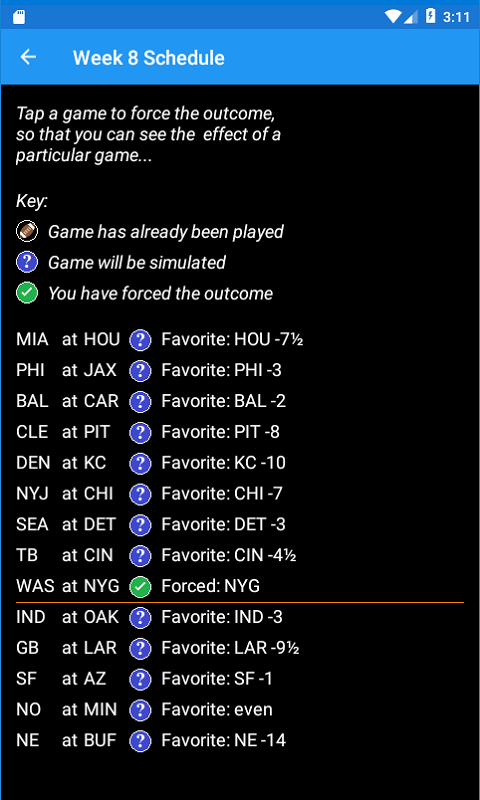 3:11
Week 8 Schedule
Tap a game to force the outcome,
so that you can see the effect of a
particular game...
Key:
Game has already been played
? Game will be simulated
You have forced the outcome
MIA at HOU ? Favorite: HOU -7½
PHI at JAX ? Favorite: PHI -3
BAL at CAR ? Favorite: BAL -2
CLE at PIT ? Favorite: PIT -8
DEN at KC ? Favorite: KC -10
NYJ at CHI ? Favorite: CHI -7
SEA at DET ? Favorite: DET -3
TB at CIN ? Favorite: CIN -4½
WAS at NYG Forced: NYG
IND at OAK ? Favorite: IND -3
GB at LAR ? Favorite: LAR -9½
SF at AZ ? Favorite: SF -1
NO at MIN ? Favorite: even
NE at BUF ? Favorite: NE -14